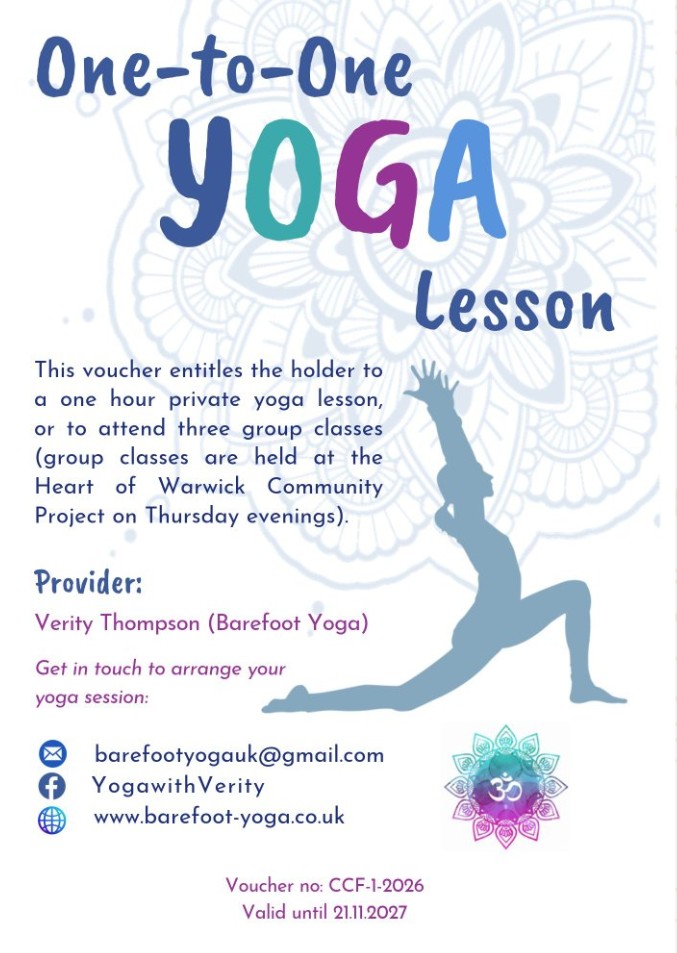 One-to-One
YOGA
Lesson
This voucher entitles the holder to
a one hour private yoga lesson,
or to attend three group classes
(group classes are held at the
Heart of Warwick Community
Project on Thursday evenings).
Provider:
Verity Thompson (Barefoot Yoga)
Get in touch to arrange your
yoga session:
barefootyogauk@gmail.com
YogawithVerity
www.barefoot-yoga.co.uk
ॐ
Voucher no: CCF-1-2026
Valid until 21.11.2027